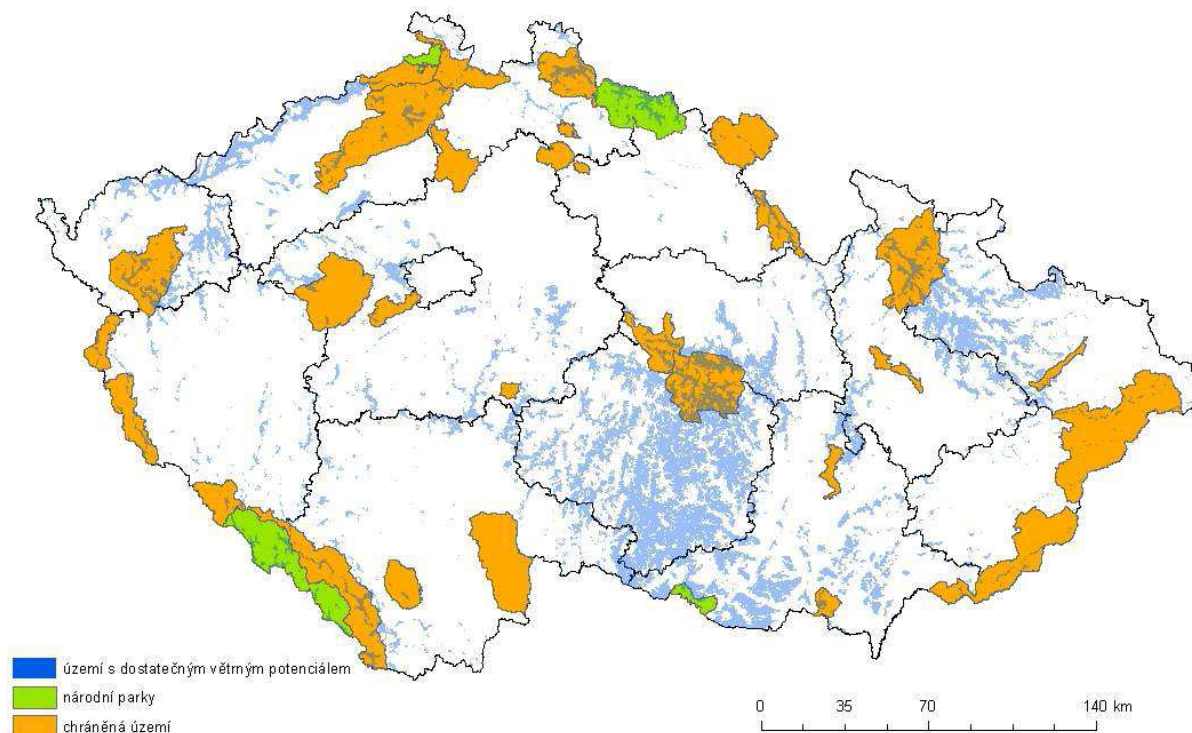 území s dostatečným větrným potenciálem
národní parky
chráněná území
0 35 70 140 km